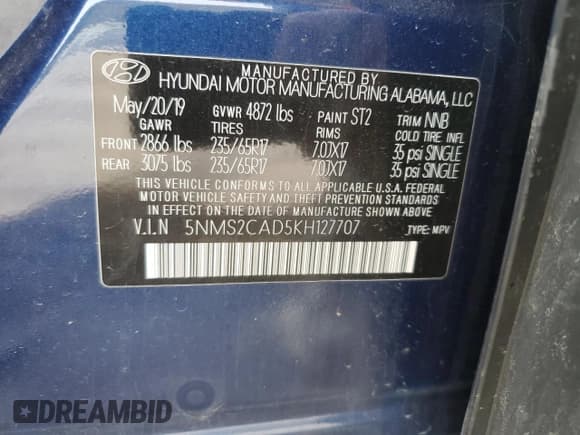 MANUFACTURED BY
HYUNDAI MOTOR MANUFACTURING ALABAMA, LLC
May/20/19 GVWR 4872 lbs PAINT ST2 TRIM NNB
GAWR TIRES RIMS COLD TIRE INFL
FRONT 2866 lbs 235/65R17 7.0JX17 35 psi SINGLE
REAR 3075 lbs 235/65R17 7.0JX17 35 psi SINGLE
THIS VEHICLE CONFORMS TO ALL APPLICABLE U.S.A. FEDERAL
MOTOR VEHICLE SAFETY AND THEFT PREVENTION STANDARDS
IN EFFECT ON THE DATE OF MANUFACTURE SHOWN ABOVE.
V.I.N 5NMS2CAD5KH127707 TYPE: MPV
DREAMBID